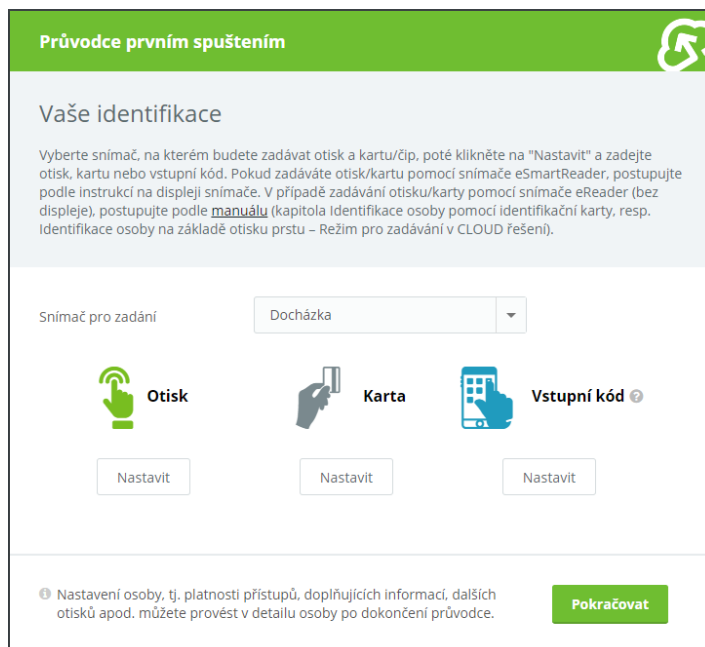 Průvodce prvním spuštením
Vaše identifikace
Vyberte snímač, na kterém budete zadávat otisk a kartu/čip, poté klikněte na "Nastavit" a zadejte
otisk, kartu nebo vstupní kód. Pokud zadáváte otisk/kartu pomocí snímače eSmartReader, postupujte
podle instrukcí na displeji snímače. V případě zadávání otisku/karty pomocí snímače eReader (bez
displeje), postupujte podle manuálu (kapitola Identifikace osoby pomocí identifikační karty, resp.
Identifikace osoby na základě otisku prstu – Režim pro zadávání v CLOUD řešení).
Snímač pro zadání
Docházka
Otisk
Karta
Vstupní kód ?
Nastavit
Nastavit
Nastavit
Nastavení osoby, tj. platnosti přístupů, doplňujících informací, dalších
otisků apod. můžete provést v detailu osoby po dokončení průvodce.
Pokračovat